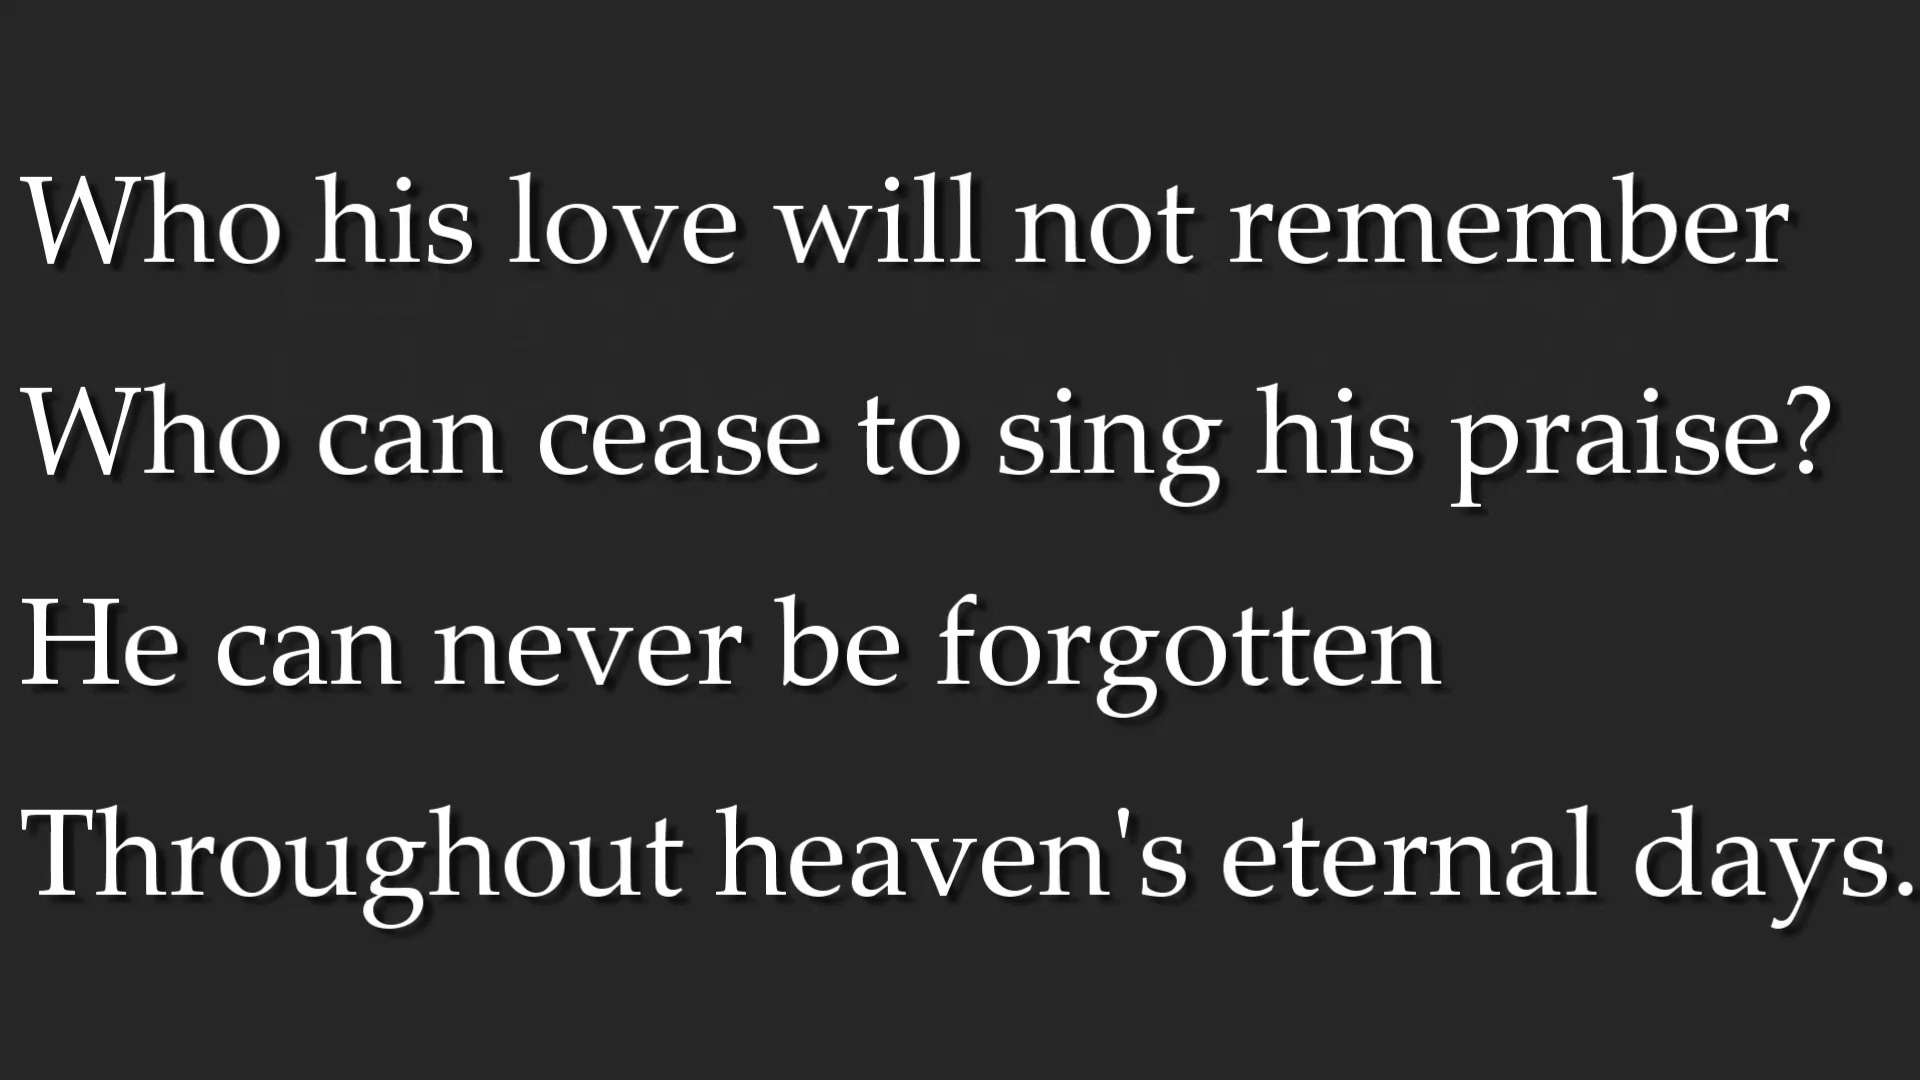 Who his love will not remember
Who can cease to sing his praise?
He can never be forgotten
Throughout heaven's eternal days.